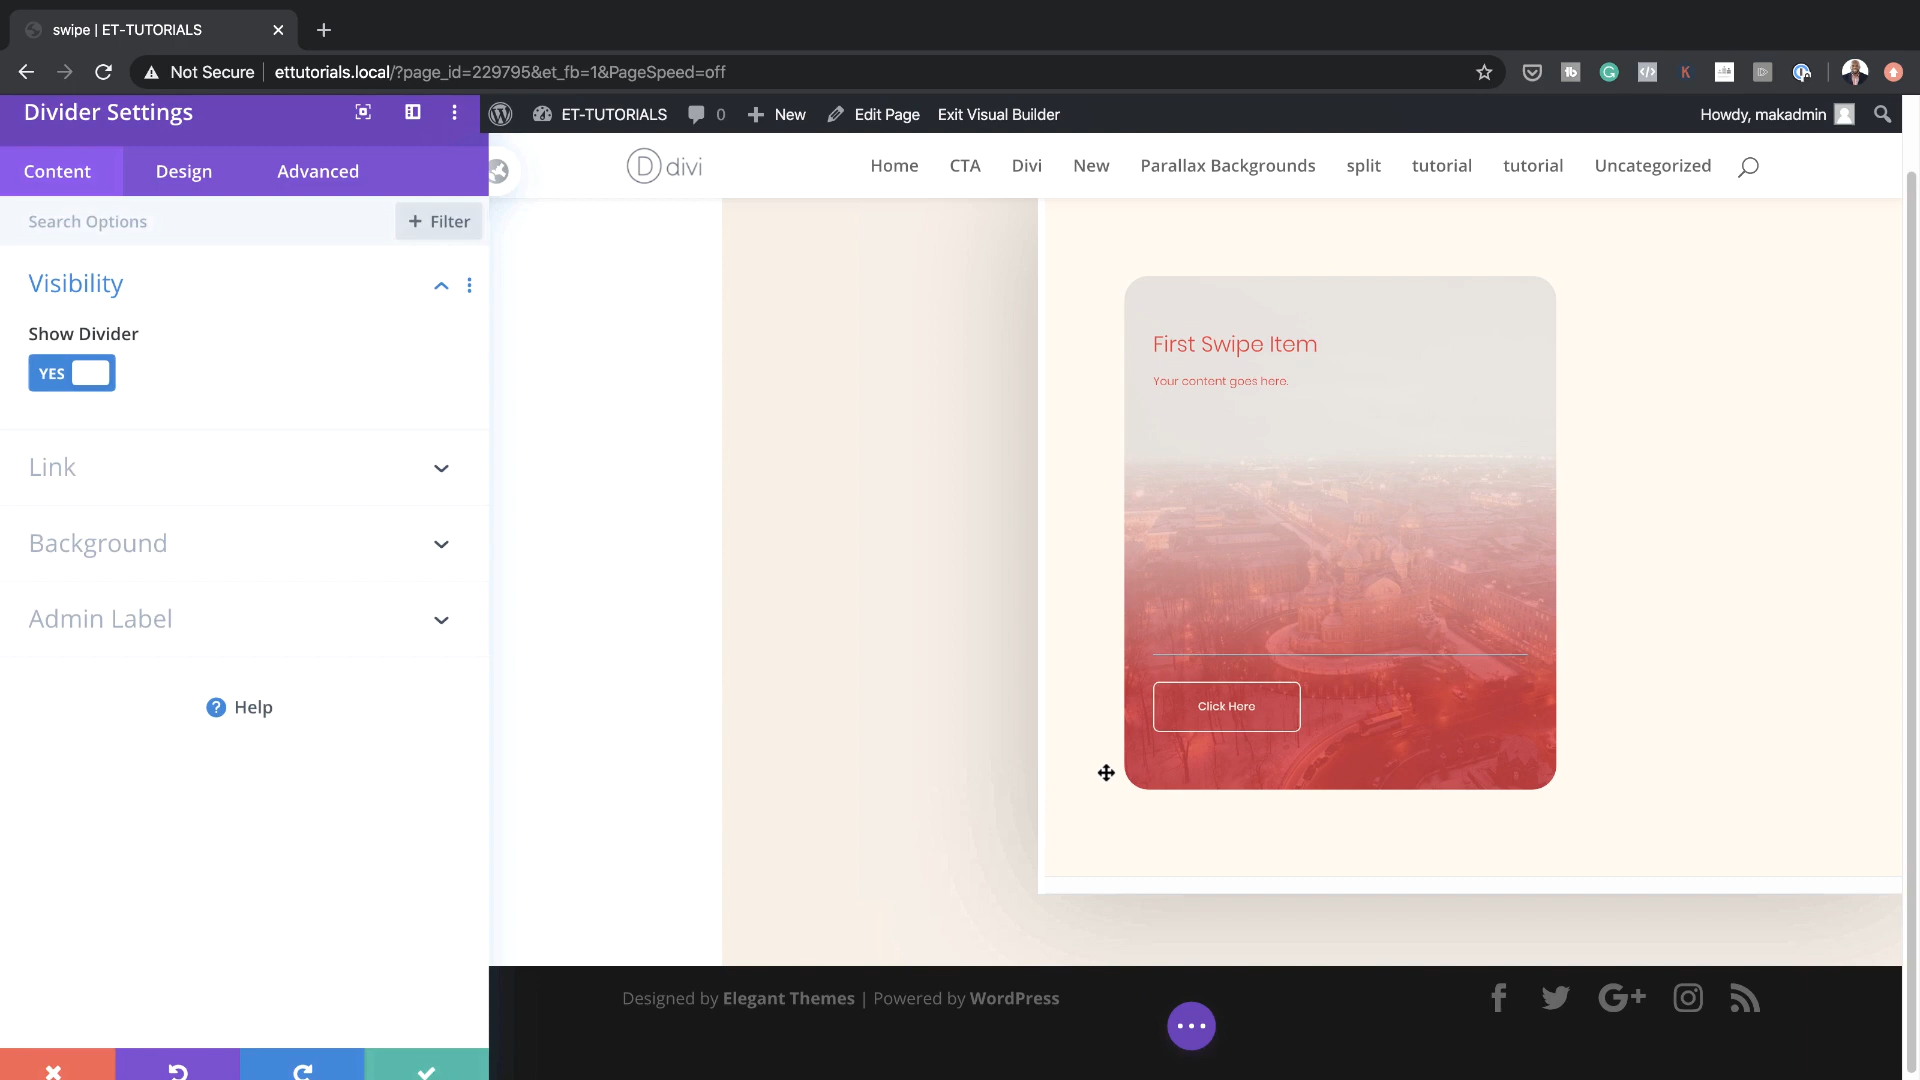 swipe | ET-TUTORIALS
Not Secure
ettutorials.local/?page_id=229795&et_fb=1&PageSpeed=off
Divider Settings
ET-TUTORIALS
0
New
Edit Page
Exit Visual Builder
Howdy, makadmin
Content
Design
Advanced
D divi
Home
CTA
Divi
New
Parallax Backgrounds
split
tutorial
tutorial
Uncategorized
Search Options
+ Filter
Visibility
Show Divider
YES
Link
Background
Admin Label
? Help
First Swipe Item
Your content goes here.
Click Here
Designed by Elegant Themes | Powered by WordPress